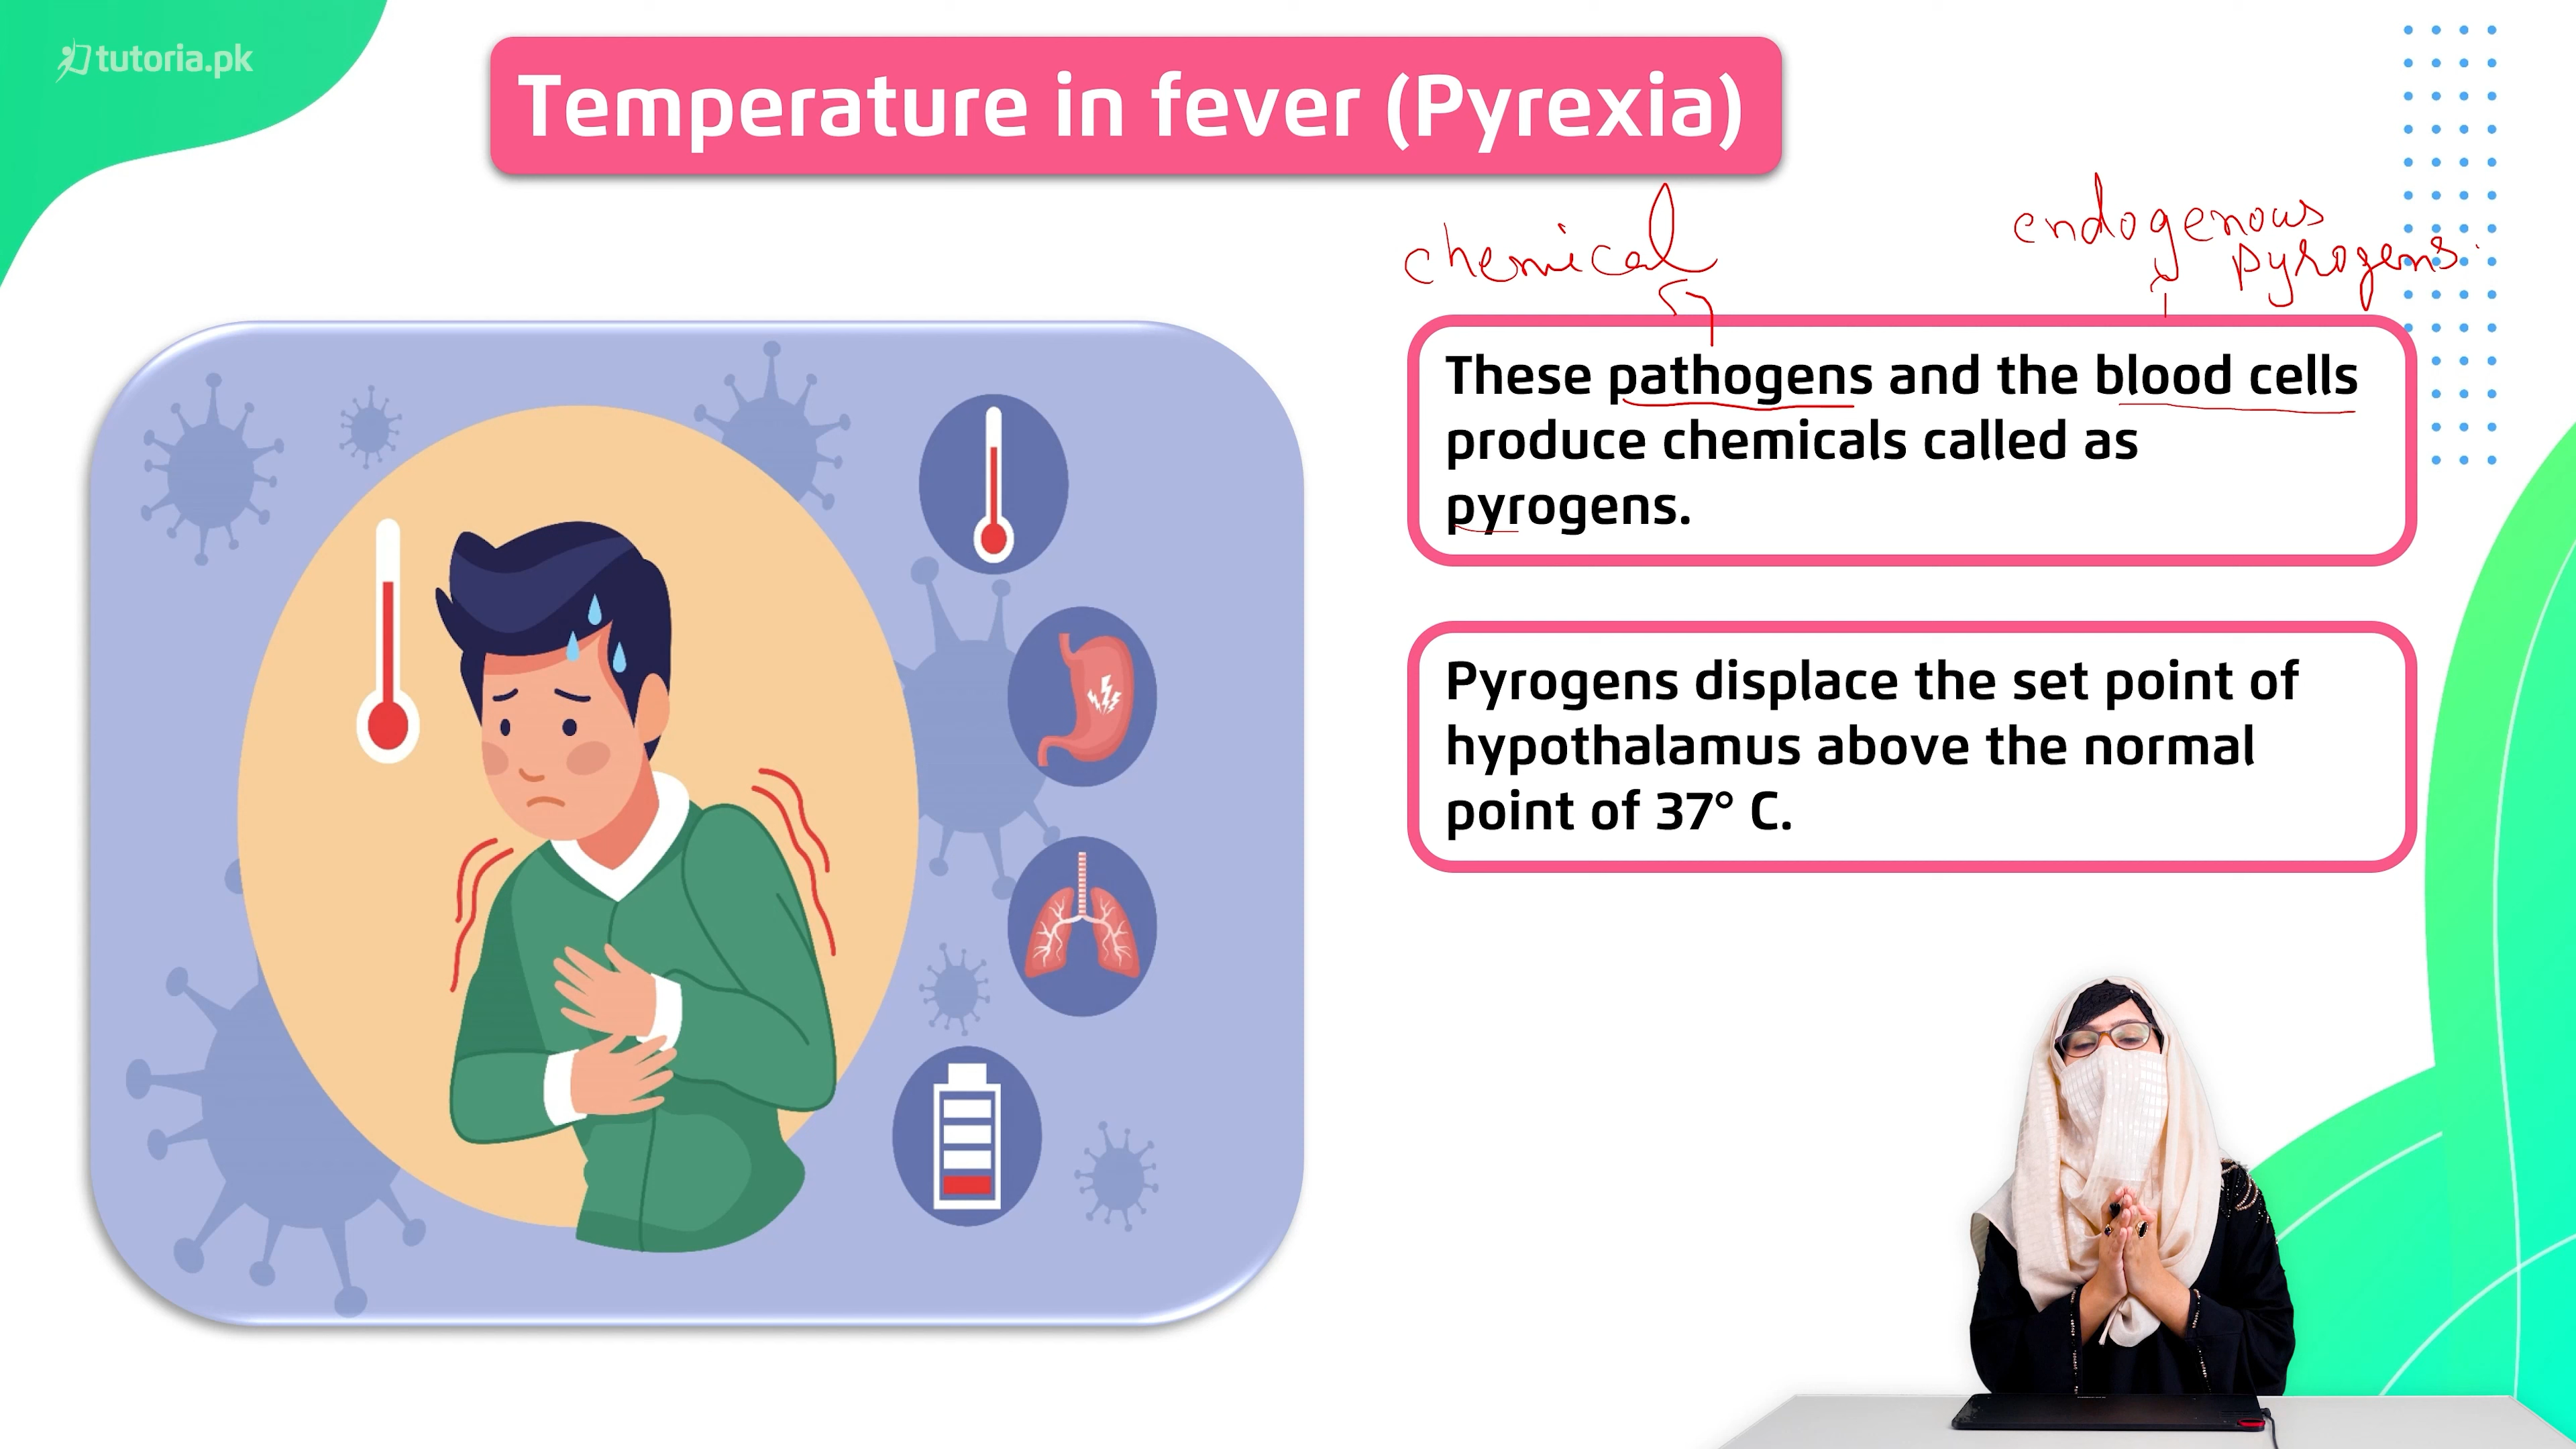 tutoria.pk
Temperature in fever (Pyrexia)
chemical
endogenous
pyrogens.
These pathogens and the blood cells
produce chemicals called as
pyrogens.
Pyrogens displace the set point of
hypothalamus above the normal
point of 37° C.